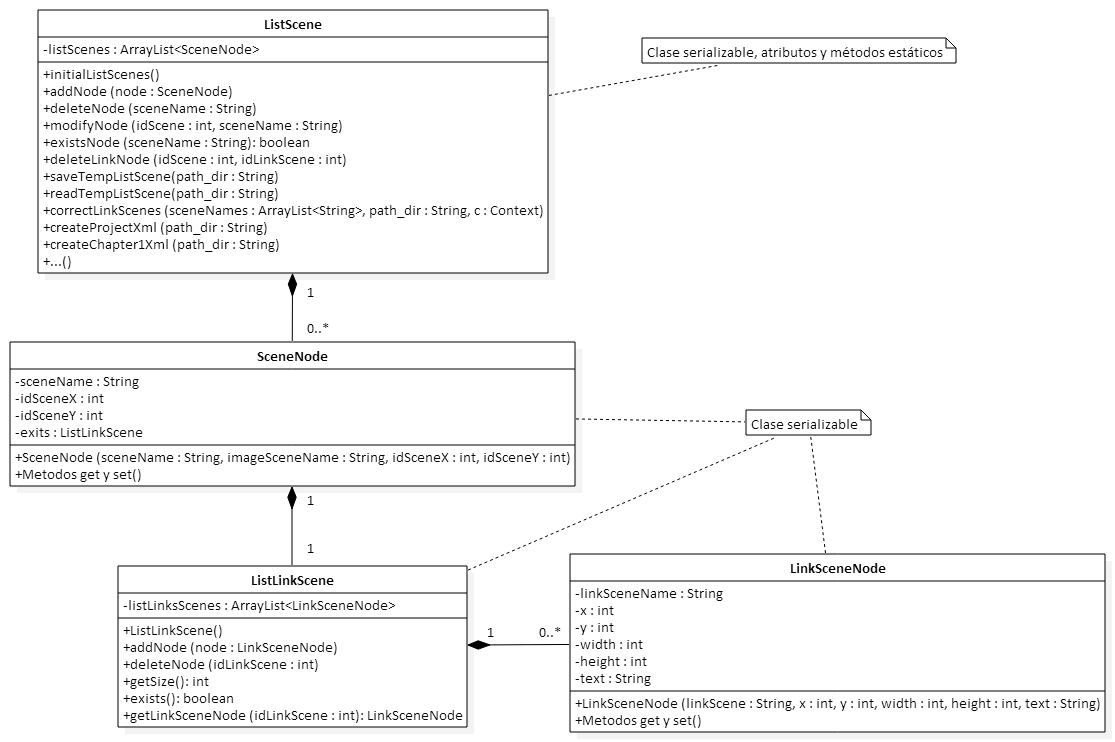 ListScene
-listScenes : ArrayList<SceneNode>
+initialListScenes()
+addNode (node : SceneNode)
+deleteNode (sceneName : String)
+modifyNode (idScene : int, sceneName : String)
+existsNode (sceneName : String): boolean
+deleteLinkNode (idScene : int, idLinkScene : int)
+saveTempListScene(path_dir : String)
+readTempListScene(path_dir : String)
+correctLinkScenes (sceneNames : ArrayList<String>, path_dir : String, c : Context)
+createProjectXml (path_dir : String)
+createChapter1Xml (path_dir : String)
+...()
Clase serializable, atributos y métodos estáticos
1
0..*
SceneNode
-sceneName : String
-idSceneX : int
-idSceneY : int
-exits : ListLinkScene
+SceneNode (sceneName : String, imageSceneName : String, idSceneX : int, idSceneY : int)
+Metodos get y set()
Clase serializable
1
1
ListLinkScene
-listLinksScenes : ArrayList<LinkSceneNode>
+ListLinkScene()
+addNode (node : LinkSceneNode)
+deleteNode (idLinkScene : int)
+getSize(): int
+exists(): boolean
+getLinkSceneNode (idLinkScene : int): LinkSceneNode
1
0..*
LinkSceneNode
-linkSceneName : String
-x : int
-y : int
-width : int
-height : int
-text : String
+LinkSceneNode (linkScene : String, x : int, y : int, width : int, height : int, text : String)
+Metodos get y set()